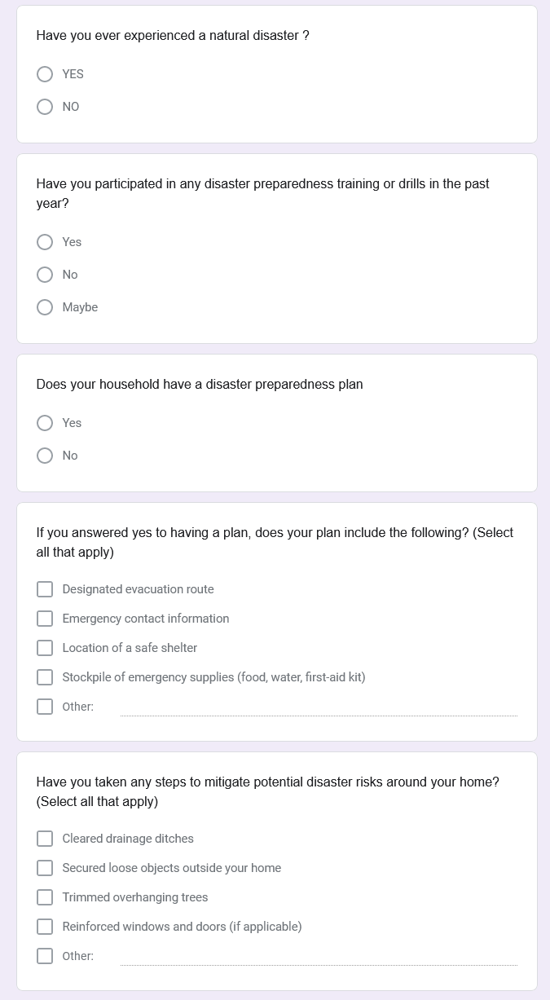 Have you ever experienced a natural disaster ?
YES
NO
Have you participated in any disaster preparedness training or drills in the past
year?
Yes
No
Maybe
Does your household have a disaster preparedness plan
Yes
No
If you answered yes to having a plan, does your plan include the following? (Select
all that apply)
Designated evacuation route
Emergency contact information
Location of a safe shelter
Stockpile of emergency supplies (food, water, first-aid kit)
Other:
Have you taken any steps to mitigate potential disaster risks around your home?
(Select all that apply)
Cleared drainage ditches
Secured loose objects outside your home
Trimmed overhanging trees
Reinforced windows and doors (if applicable)
Other: